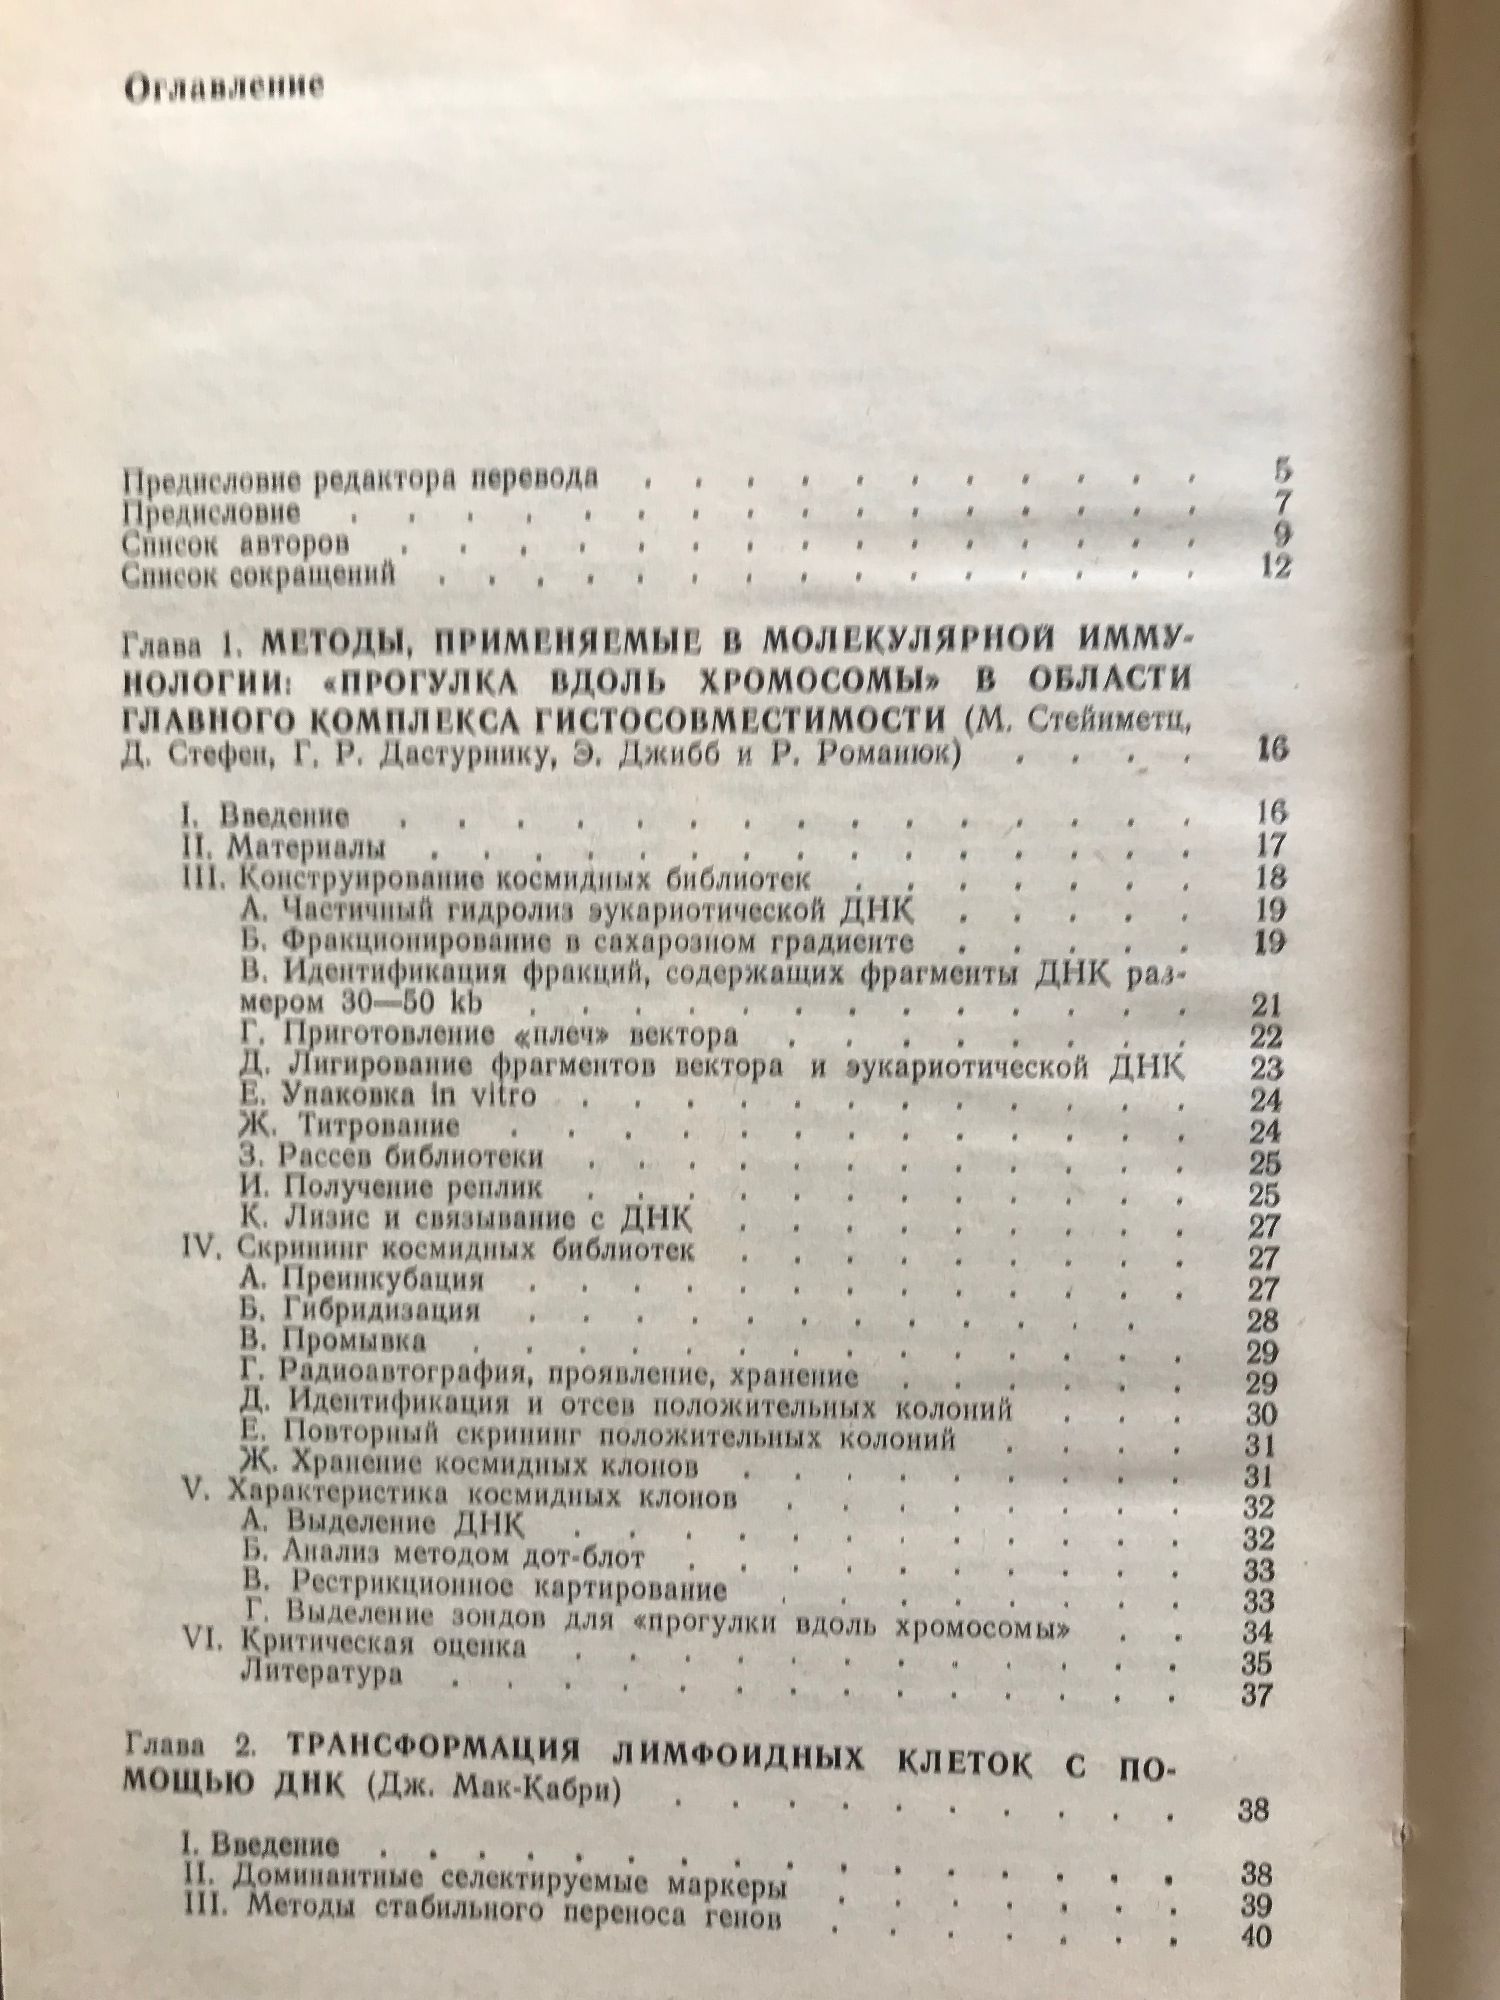 Оглавление
Предисловие редактора перевода . . . . . . . . . . . 5
Предисловие . . . . . . . . . . . . . . . 7
Список авторов . . . . . . . . . . . . . . 9
Список сокращений . . . . . . . . . . . . . . 12
Глава 1. МЕТОДЫ, ПРИМЕНЯЕМЫЕ В МОЛЕКУЛЯРНОЙ ИММУ-
НОЛОГИИ: «ПРОГУЛКА ВДОЛЬ ХРОМОСОМЫ» В ОБЛАСТИ
ГЛАВНОГО КОМПЛЕКСА ГИСТОСОВМЕСТИМОСТИ (М. Стейнметц,
Д. Стефен, Г. Р. Дастурнику, Э. Джибб и Р. Романюк) . . . . 16
I. Введение . . . . . . . . . . . . . . 16
II. Материалы . . . . . . . . . . . . . . 17
III. Конструирование космидных библиотек . . . . . . . 18
А. Частичный гидролиз эукариотической ДНК . . . . . 19
Б. Фракционирование в сахарозном градиенте . . . . . 19
В. Идентификация фракций, содержащих фрагменты ДНК раз-
мером 30—50 kb . . . . . . . . . . . . . 21
Г. Приготовление «плеч» вектора . . . . . . . . 22
Д. Лигирование фрагментов вектора и эукариотической ДНК 23
Е. Упаковка in vitro . . . . . . . . . . . . 24
Ж. Титрование . . . . . . . . . . . . . 24
З. Рассев библиотеки . . . . . . . . . . . . 25
И. Получение реплик . . . . . . . . . . . . 25
К. Лизис и связывание с ДНК . . . . . . . . . 27
IV. Скрининг космидных библиотек . . . . . . . . . 27
А. Преинкубация . . . . . . . . . . . . . 27
Б. Гибридизация . . . . . . . . . . . . 28
В. Промывка . . . . . . . . . . . . . . 29
Г. Радиоавтография, проявление, хранение . . . . . . 29
Д. Идентификация и отсев положительных колоний . . . 30
Е. Повторный скрининг положительных колоний . . . . 31
Ж. Хранение космидных клонов . . . . . . . . . 31
V. Характеристика космидных клонов . . . . . . . . 32
А. Выделение ДНК . . . . . . . . . . . . 32
Б. Анализ методом дот-блот . . . . . . . . . . 33
В. Рестрикционное картирование . . . . . . . . 33
Г. Выделение зондов для «прогулки вдоль хромосомы» . . 34
VI. Критическая оценка . . . . . . . . . . . . 35
Литература . . . . . . . . . . . . . . 37
Глава 2. ТРАНСФОРМАЦИЯ ЛИМФОИДНЫХ КЛЕТОК С ПО-
МОЩЬЮ ДНК (Дж. Мак-Кабри) . . . . . . . . . . 38
I. Введение . . . . . . . . . . . . . . . 38
II. Доминантные селектируемые маркеры . . . . . . . 39
III. Методы стабильного переноса генов . . . . . . . 40